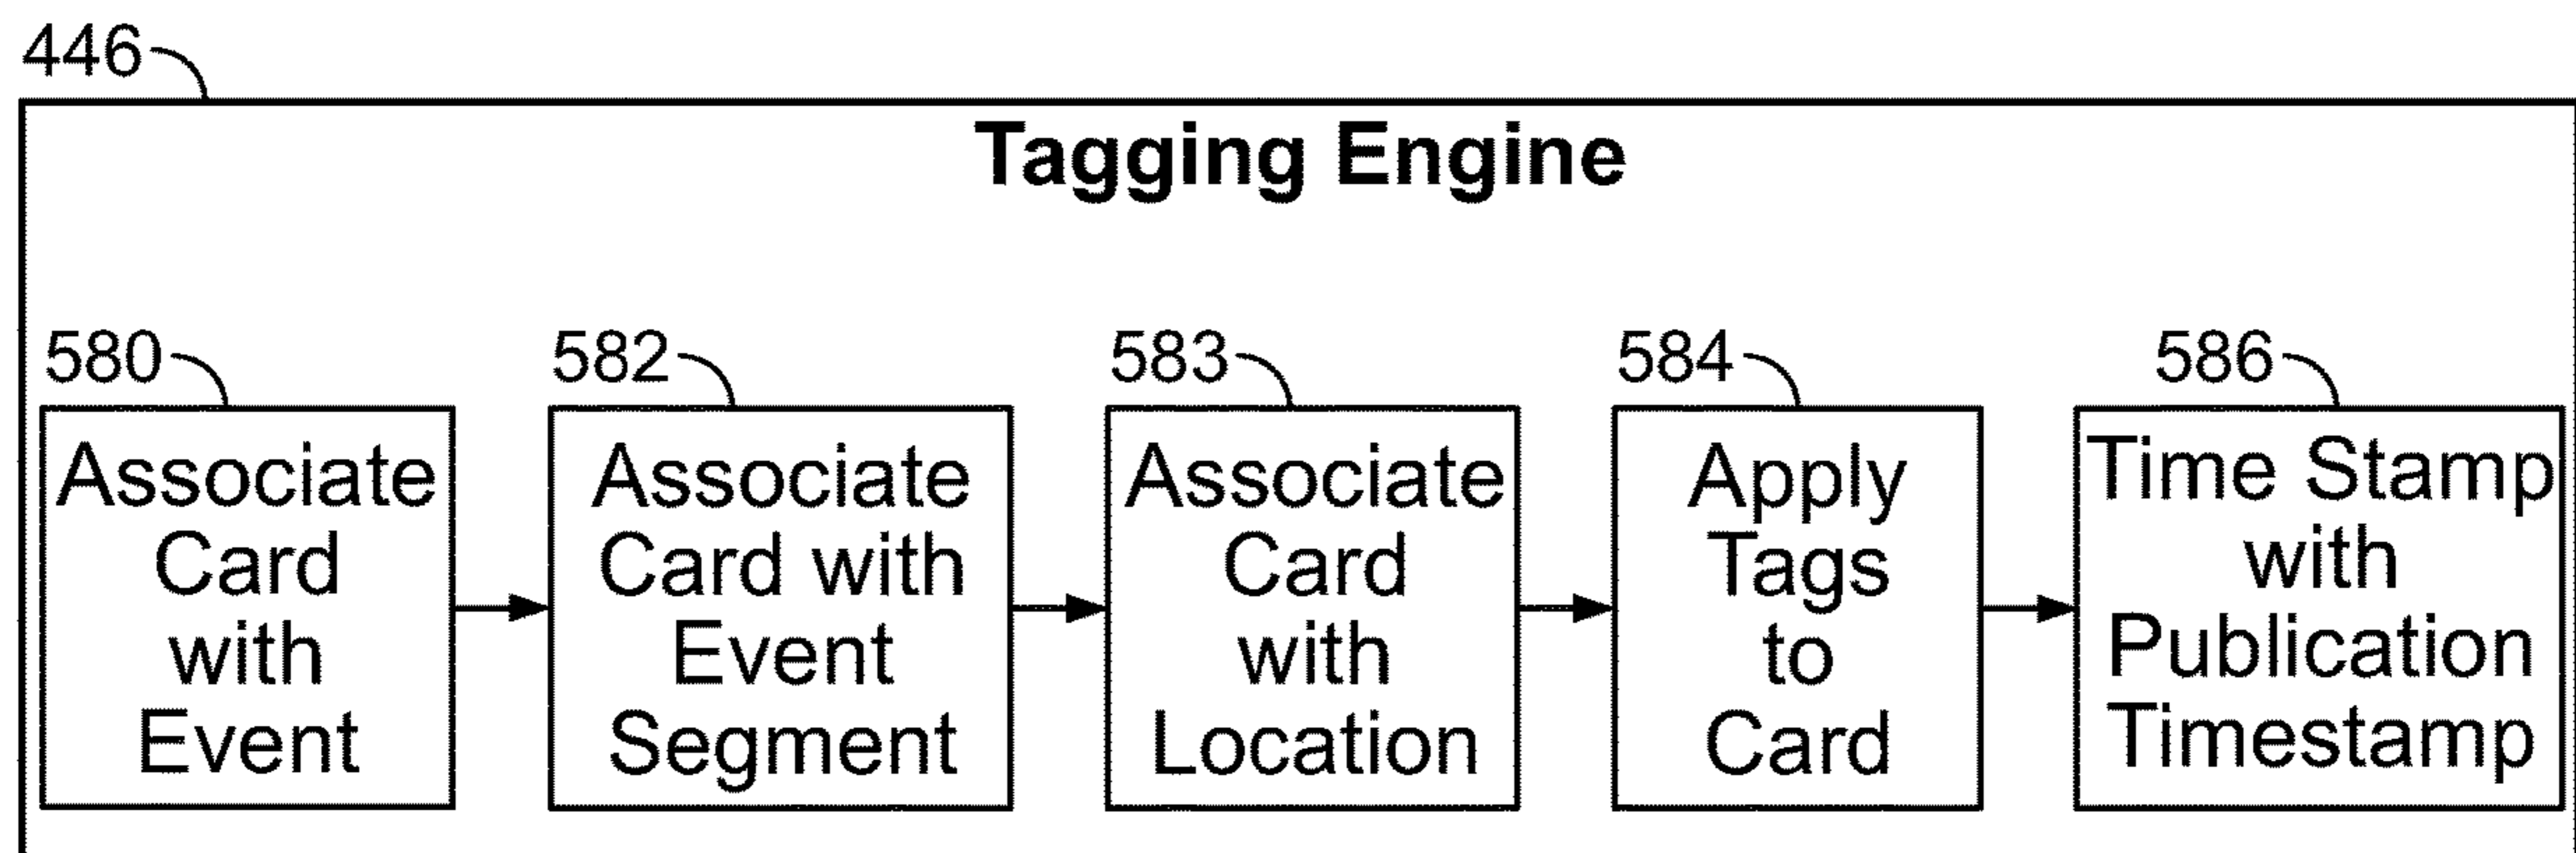 446
Tagging Engine
580
Associate
Card
with
Event
582
Associate
Card with
Event
Segment
583
Associate
Card
with
Location
584
Apply
Tags
to
Card
586
Time Stamp
with
Publication
Timestamp